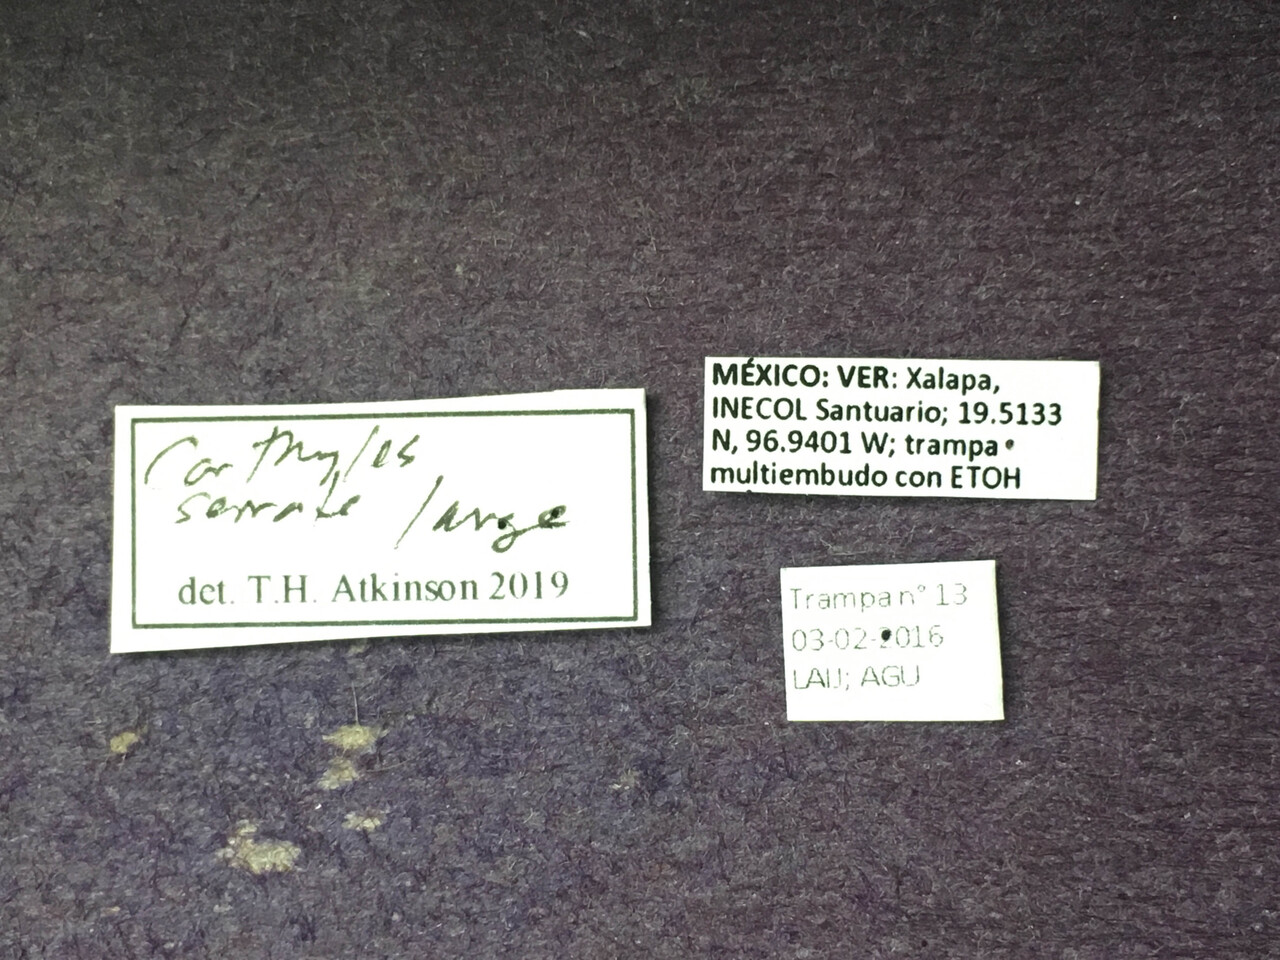 Corthylus
serrate large
det. T.H. Atkinson 2019
MÉXICO: VER: Xalapa,
INECOL Santuario; 19.5133
N, 96.9401 W; trampa
multiembudo con ETOH
Trampa n° 13
03-02-2016
LAIJ; AGU